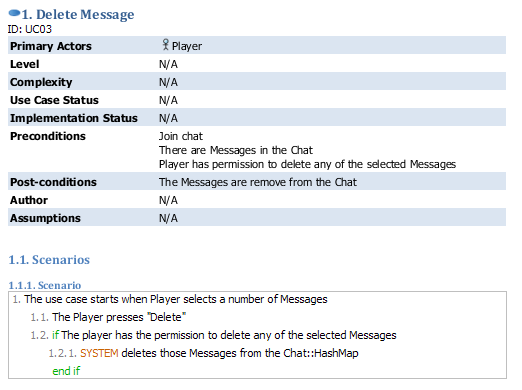 1. Delete Message
ID: UC03
Primary Actors Player
Level N/A
Complexity N/A
Use Case Status N/A
Implementation Status N/A
Preconditions Join chat
There are Messages in the Chat
Player has permission to delete any of the selected Messages
Post-conditions The Messages are remove from the Chat
Author N/A
Assumptions N/A
1.1. Scenarios
1.1.1. Scenario
1. The use case starts when Player selects a number of Messages
1.1. The Player presses "Delete"
1.2. if The player has the permission to delete any of the selected Messages
1.2.1. SYSTEM deletes those Messages from the Chat::HashMap
end if